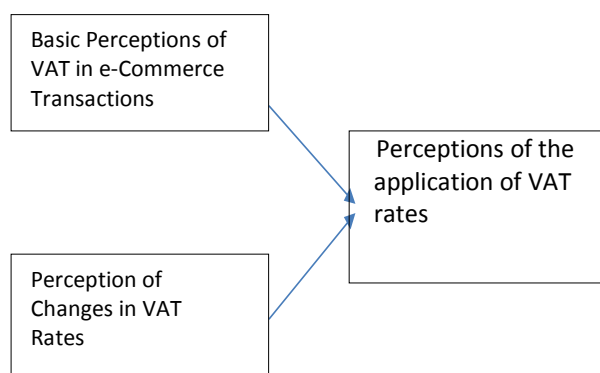 Basic Perceptions of
VAT in e-Commerce
Transactions
Perceptions of the
application of VAT
rates
Perception of
Changes in VAT
Rates